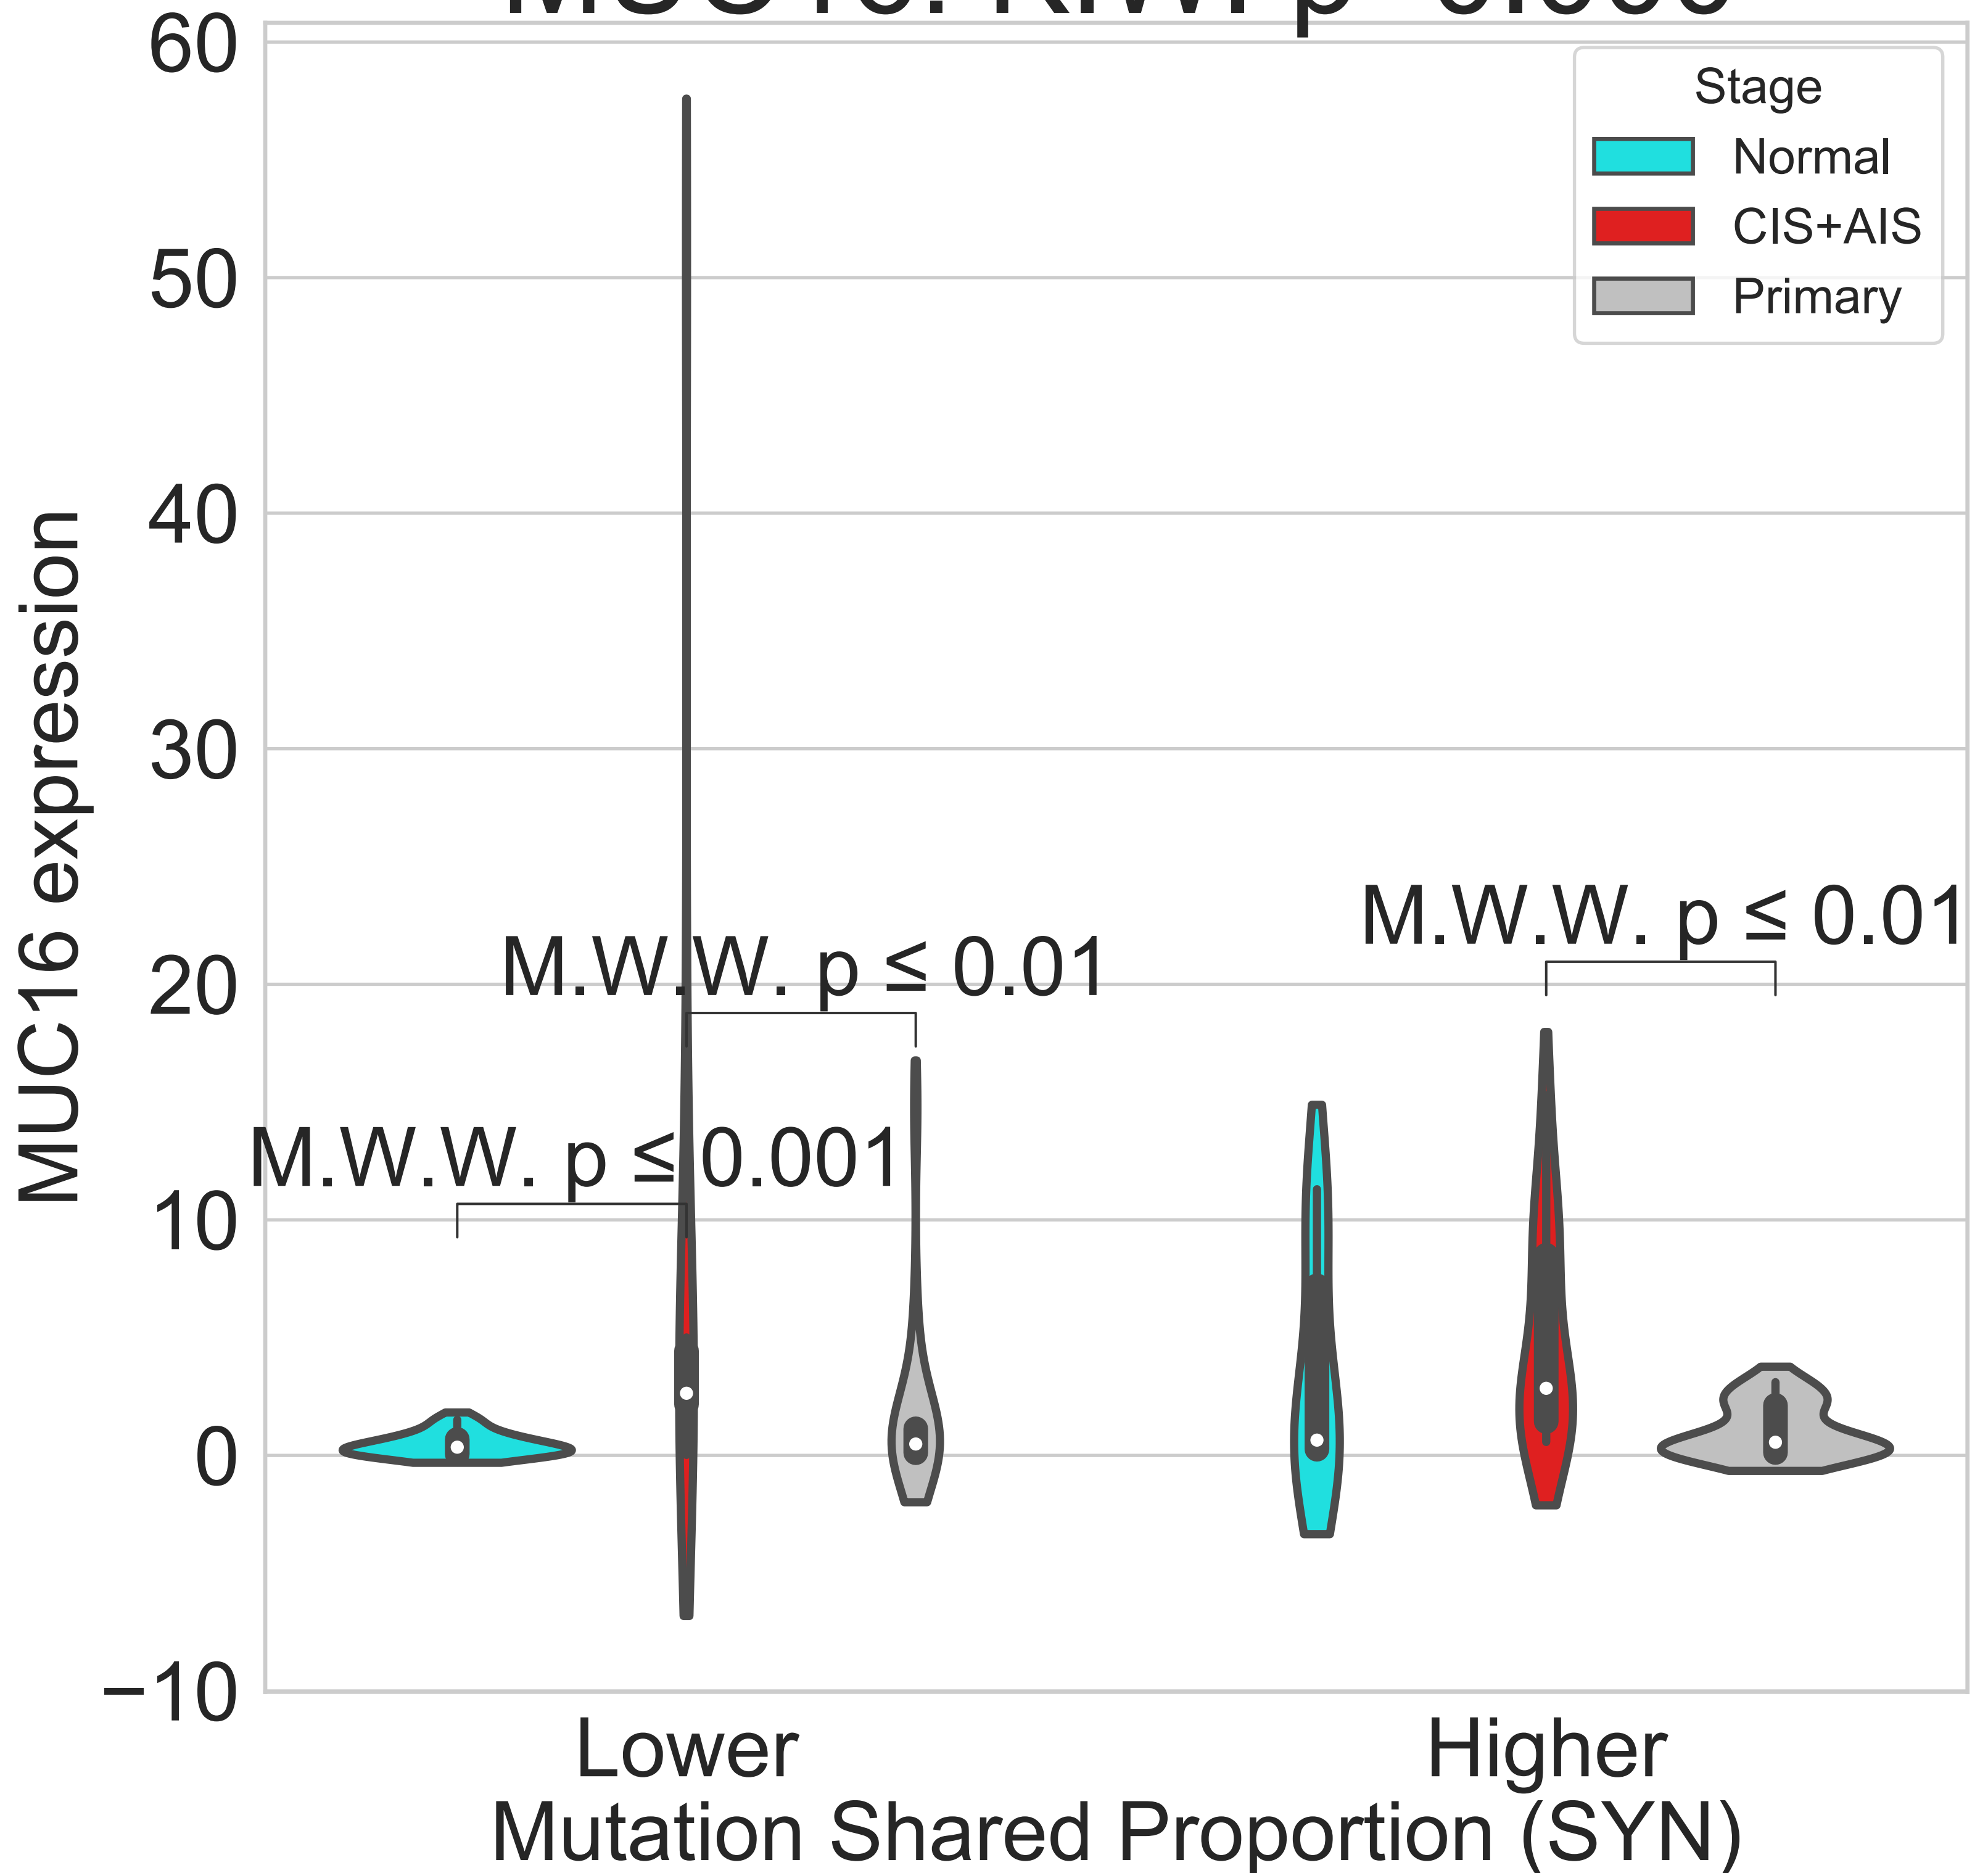 60
50
40
30
20
10
0
−10
MUC16 expression
Stage
Normal
CIS+AIS
Primary
M.W.W. p ≤ 0.01
M.W.W. p ≤ 0.01
M.W.W. p ≤ 0.001
Lower
Higher
Mutation Shared Proportion (SYN)